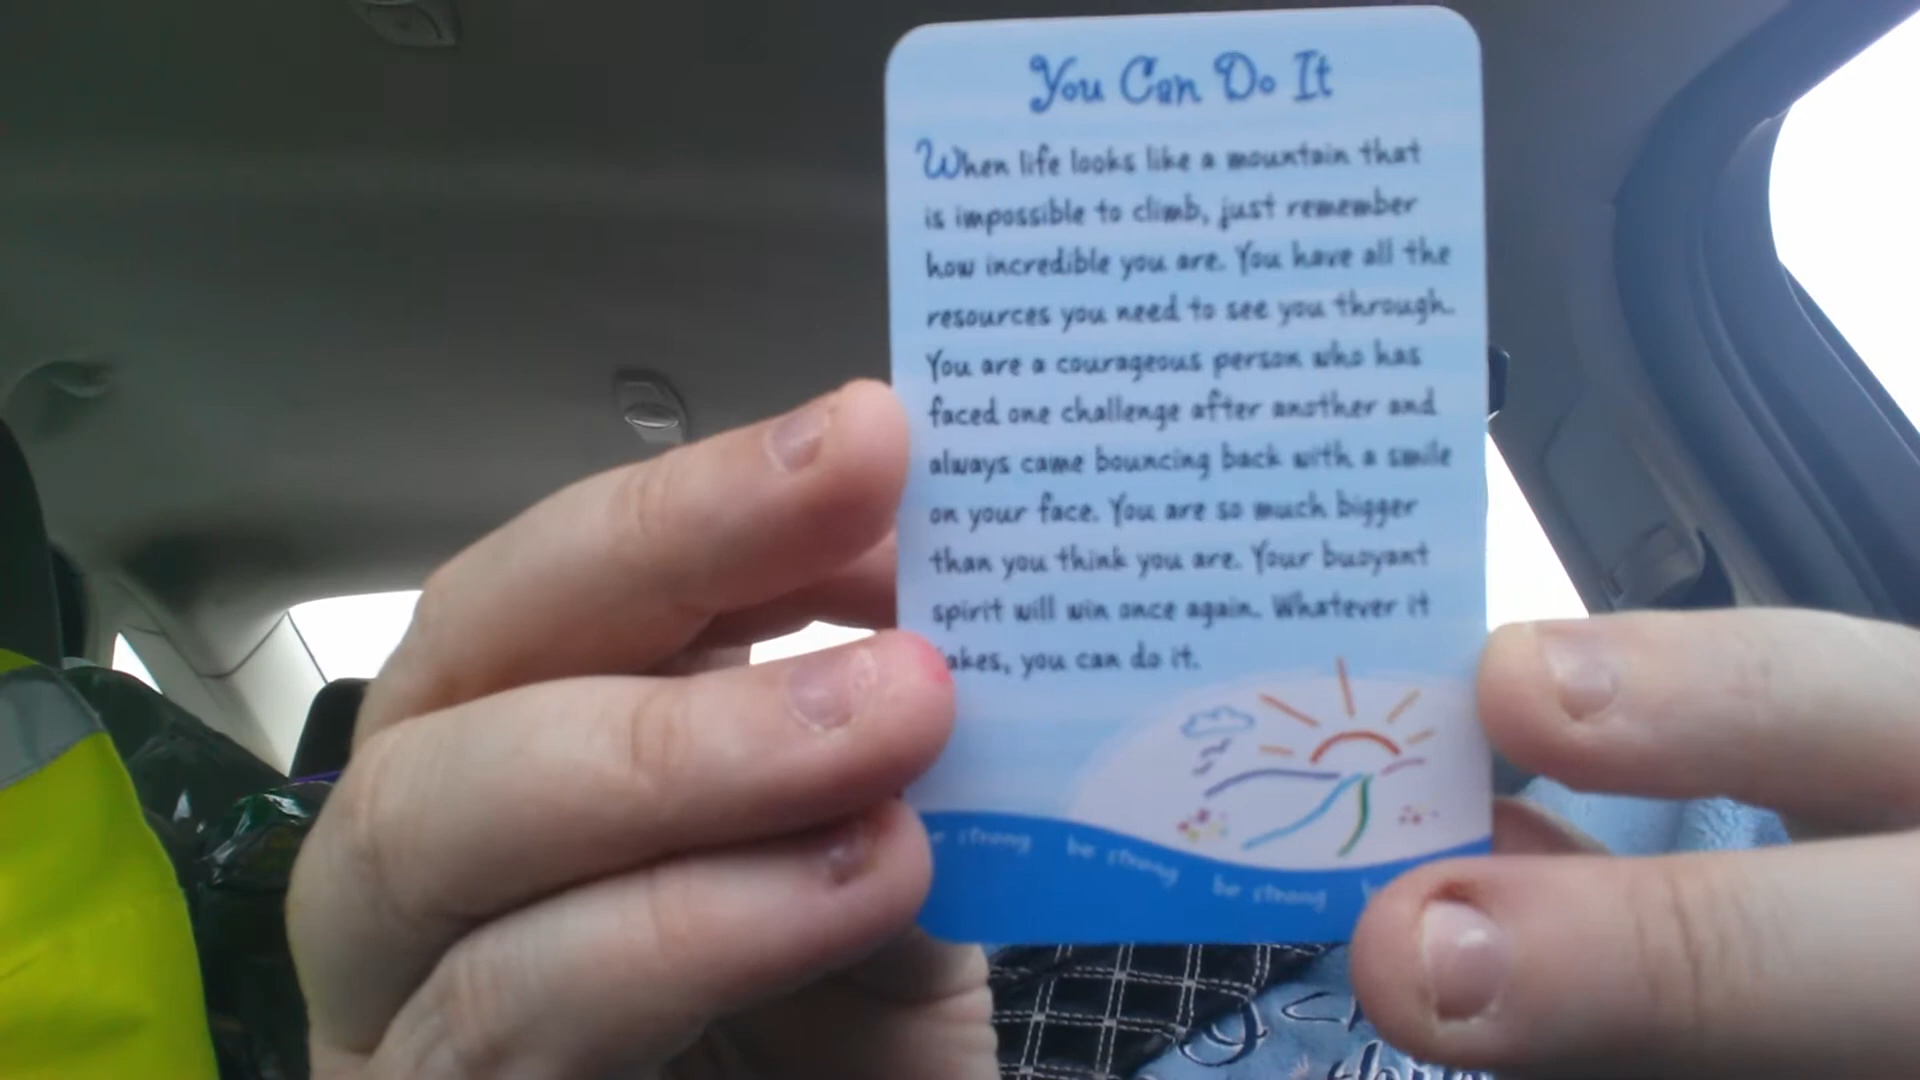 You Can Do It
When life looks like a mountain that
is impossible to climb, just remember
how incredible you are. You have all the
resources you need to see you through.
You are a courageous person who has
faced one challenge after another and
always came bouncing back with a smile
on your face. You are so much bigger
than you think you are. Your buoyant
spirit will win once again. Whatever it
akes, you can do it.
e strong be strong be strong